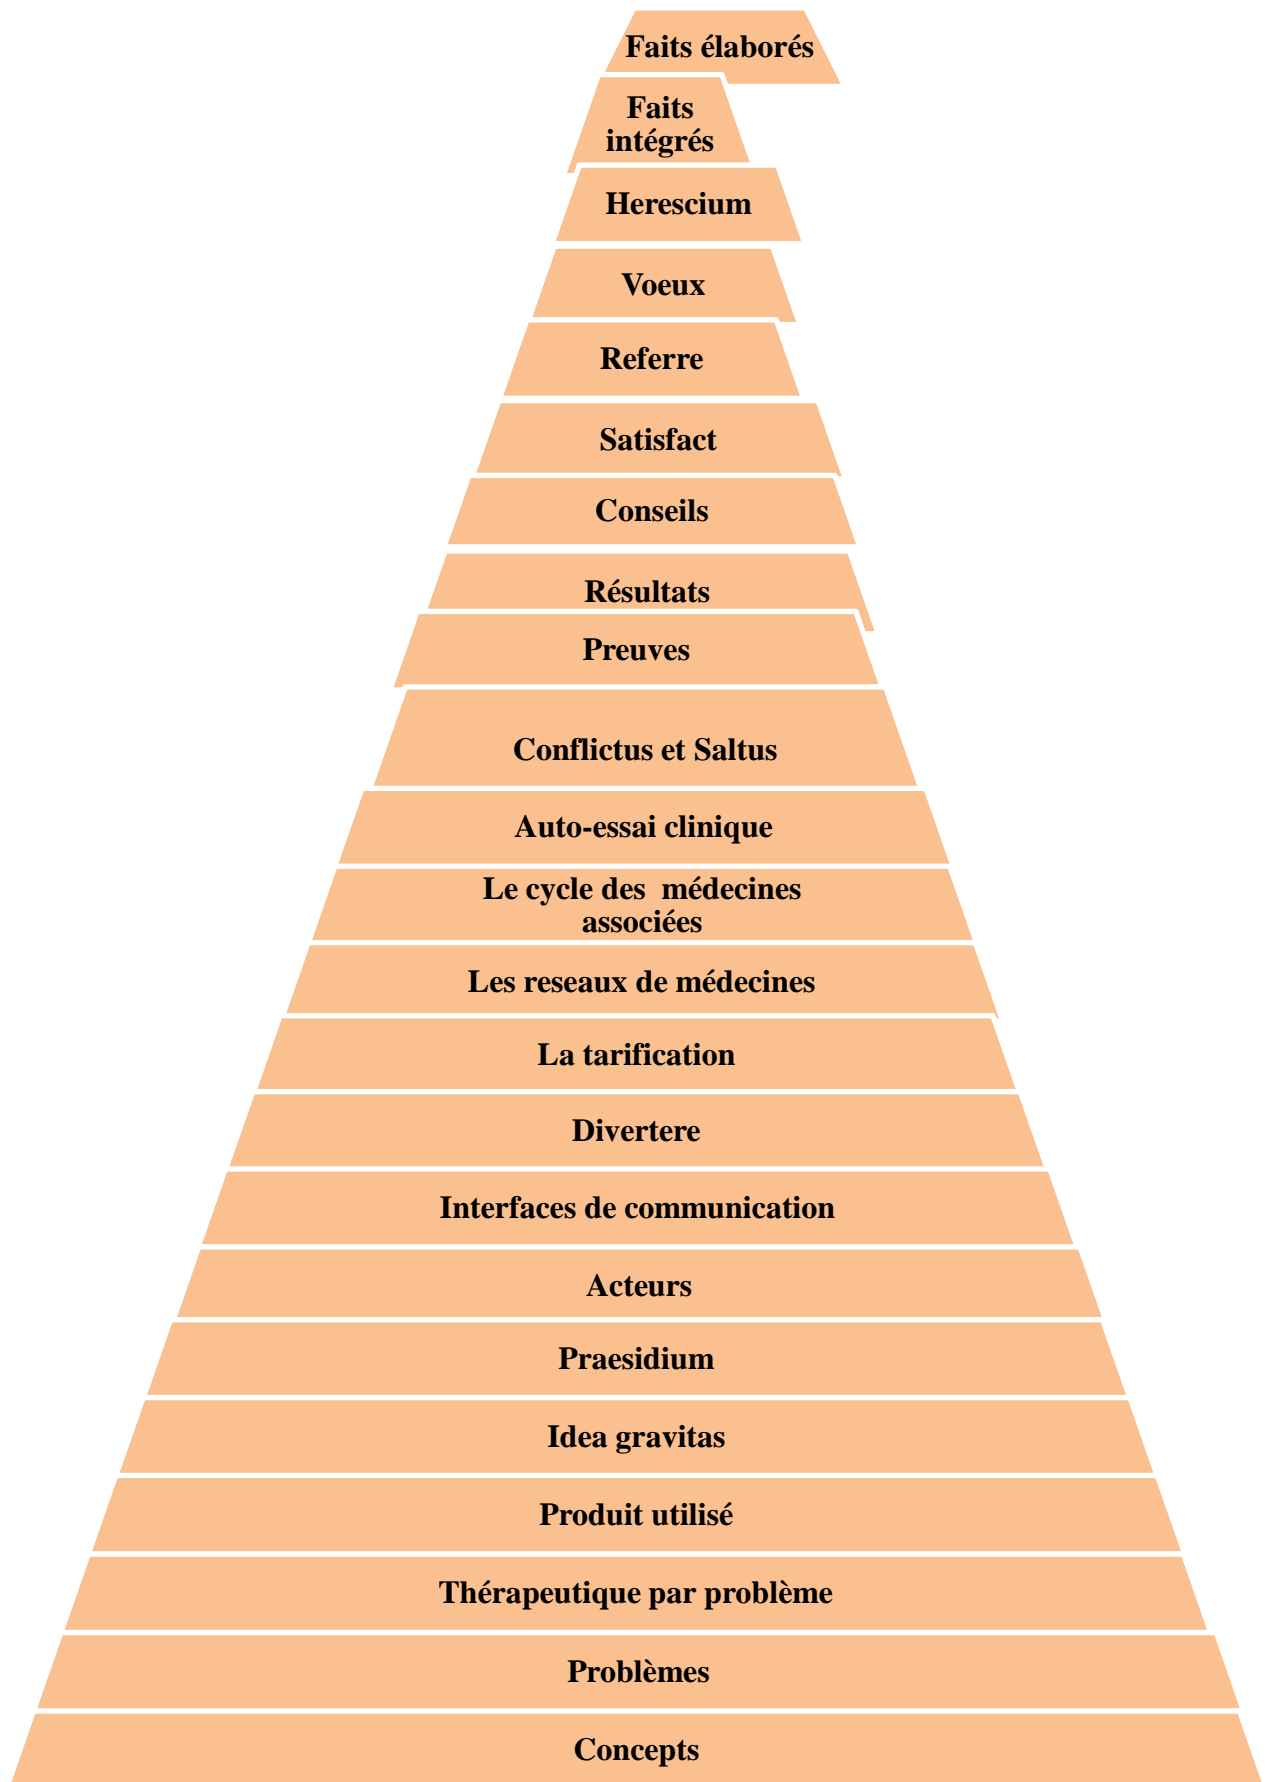 Faits élaborés
Faits
intégrés
Herescium
Voeux
Referre
Satisfact
Conseils
Résultats
Preuves
Conflictus et Saltus
Auto-essai clinique
Le cycle des  médecines
associées
Les reseaux de médecines
La tarification
Divertere
Interfaces de communication
Acteurs
Praesidium
Idea gravitas
Produit utilisé
Thérapeutique par problème
Problèmes
Concepts